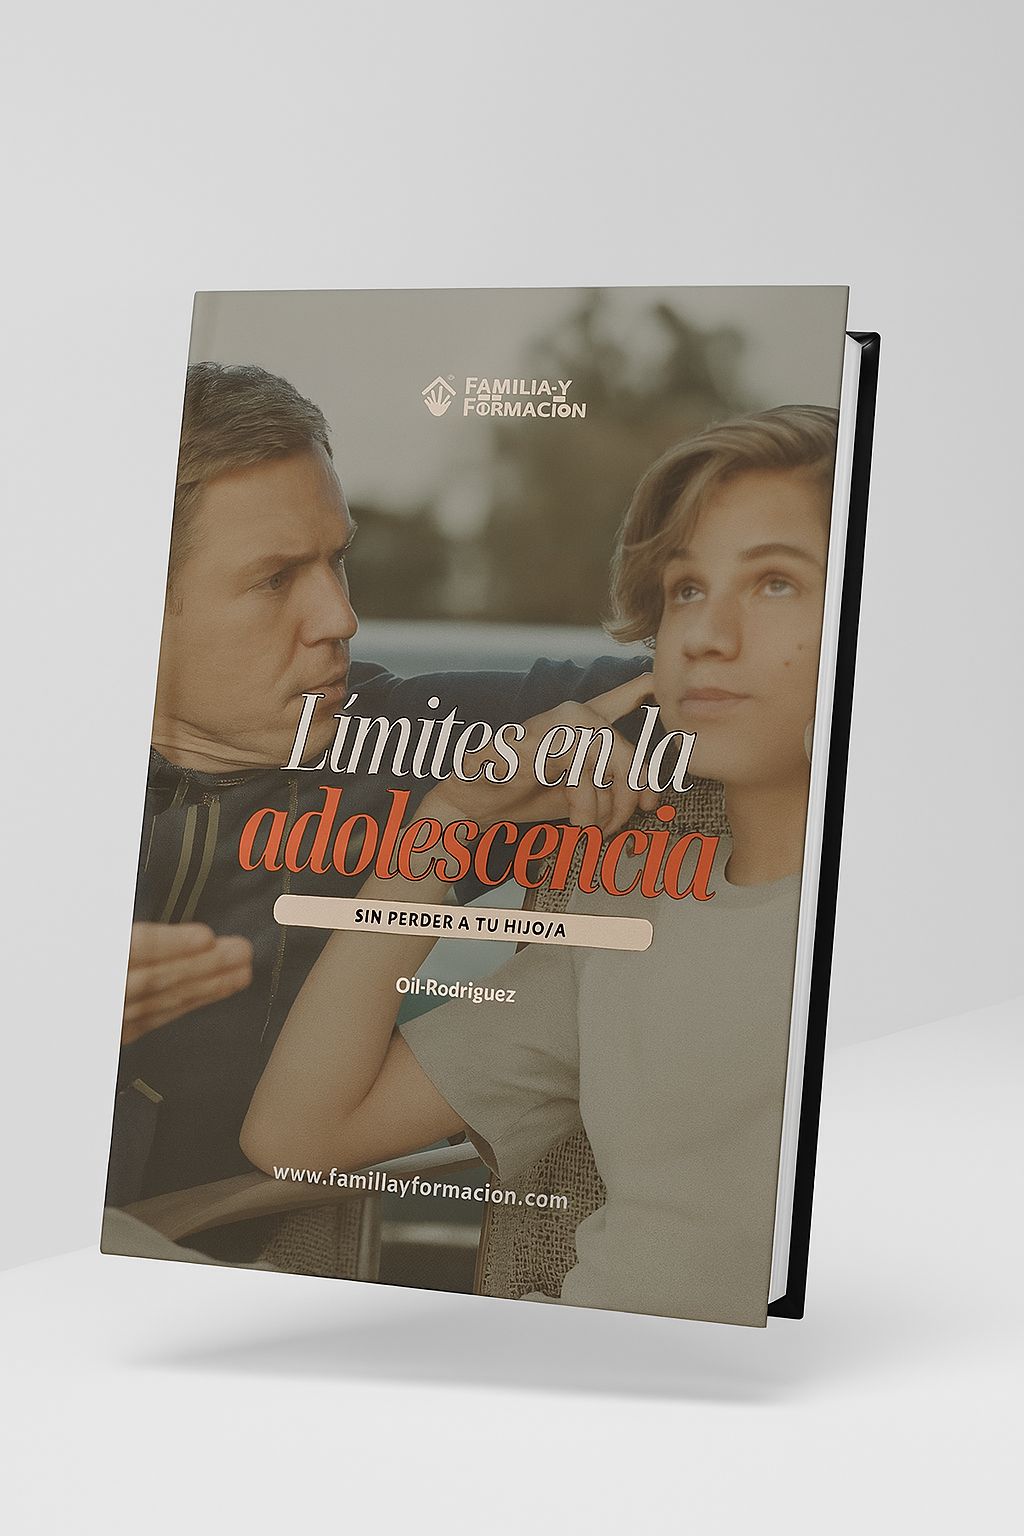 FAMILIA-Y
FORMACION
Límites en la
adolescencia
SIN PERDER A TU HIJO/A
Oil-Rodriguez
www.famillayformacion.com